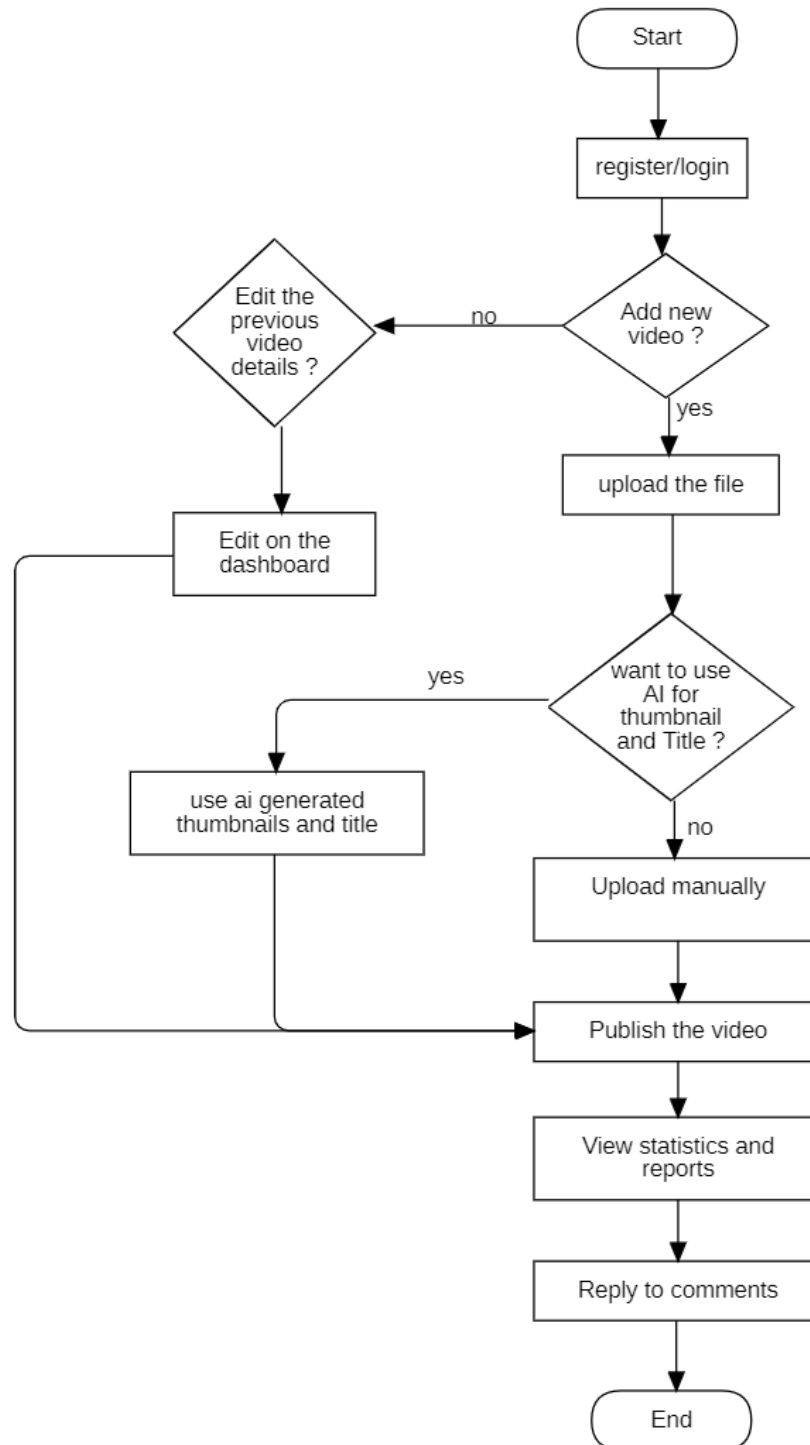 Start
register/login
Edit the
previous
video
details ?
no
Add new
video ?
yes
upload the file
Edit on the
dashboard
want to use
AI for
thumbnail
and Title ?
yes
use ai generated
thumbnails and title
no
Upload manually
Publish the video
View statistics and
reports
Reply to comments
End